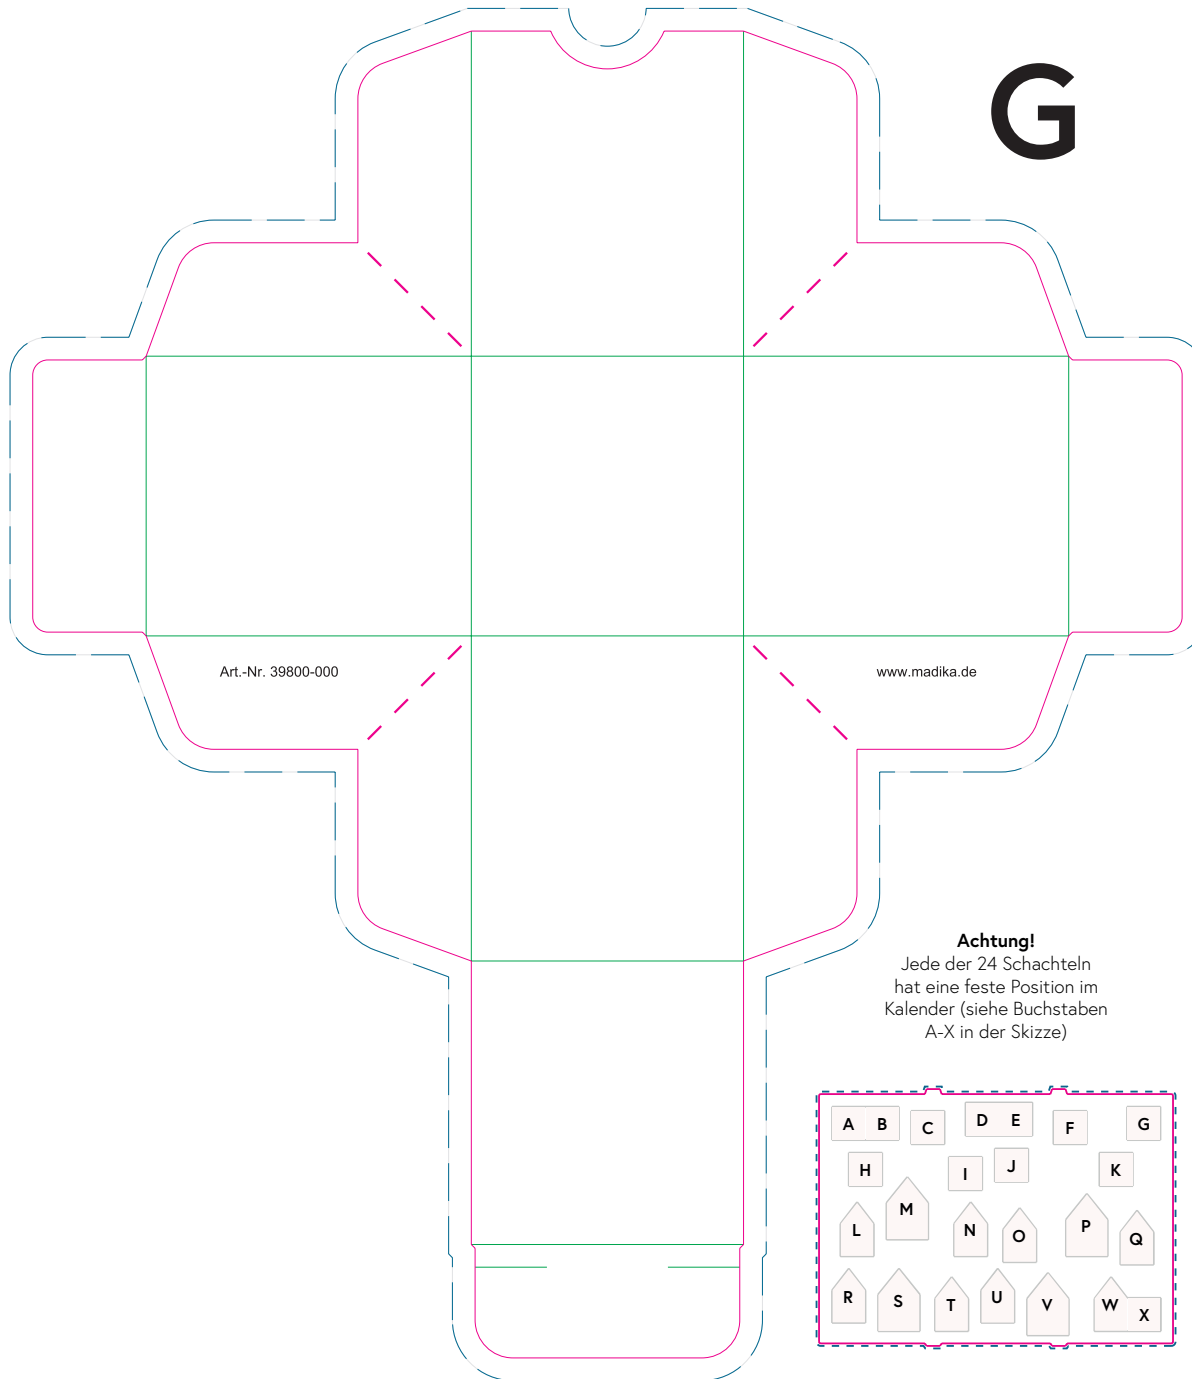 G
Art.-Nr. 39800-000
www.madika.de
Achtung!
Jede der 24 Schachteln
hat eine feste Position im
Kalender (siehe Buchstaben
A-X in der Skizze)
A B C D E F G
H I J K
L M N O P Q
R S T U V W X